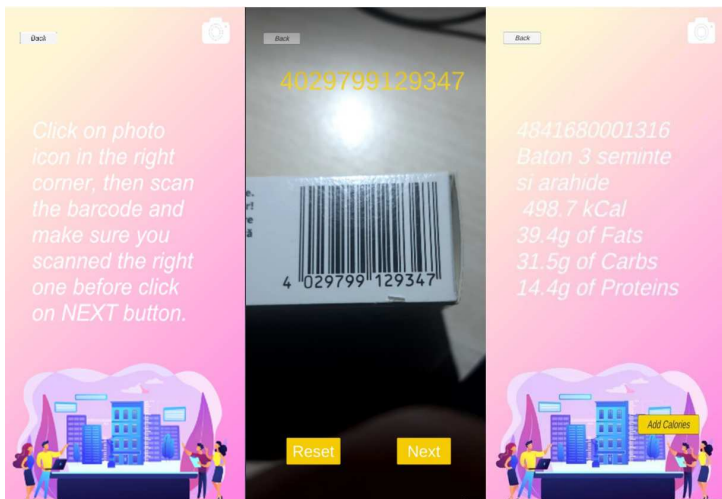 Back
Click on photo
icon in the right
corner, then scan
the barcode and
make sure you
scanned the right
one before click
on NEXT button.
Back
4029799129347
e.
r!
re
ă
4 029799 129347
Reset
Next
Back
4841680001316
Baton 3 seminte
si arahide
498.7 kCal
39.4g of Fats
31.5g of Carbs
14.4g of Proteins
Add Calories